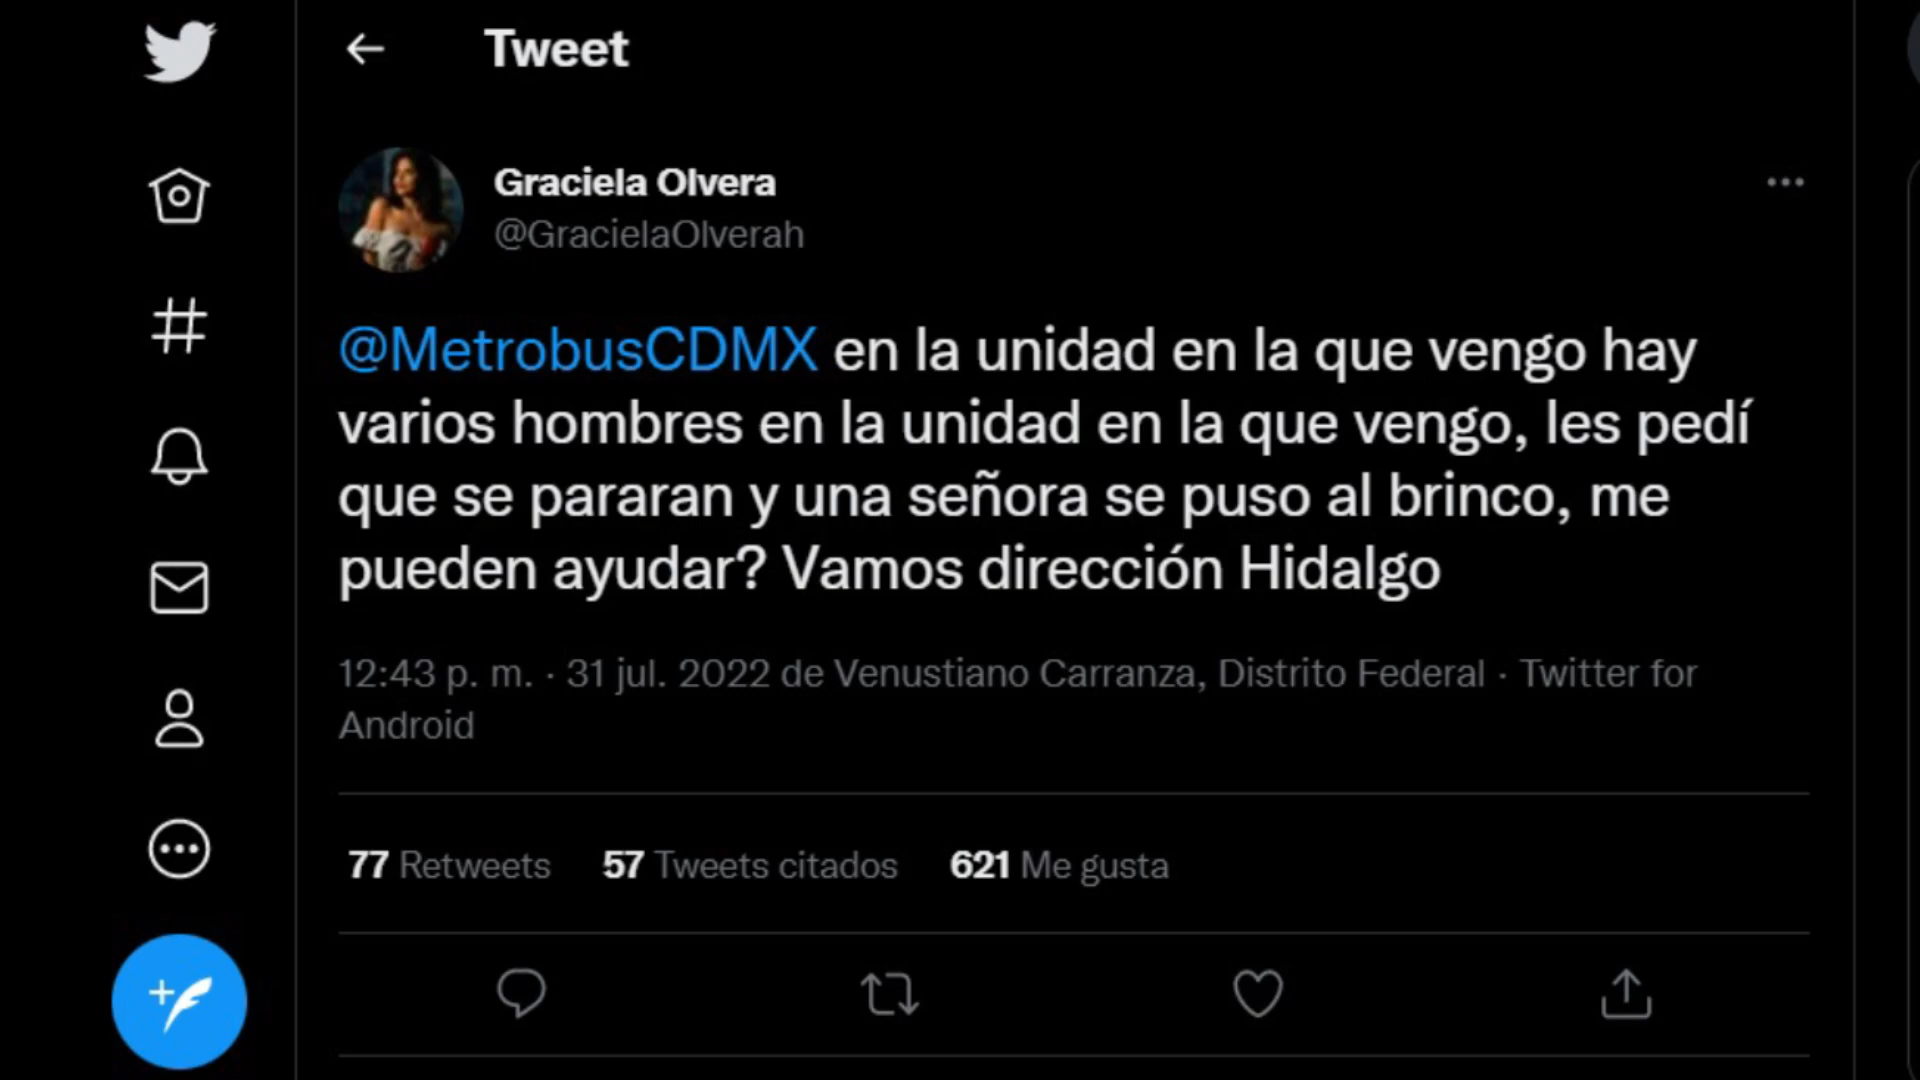 Tweet
Graciela Olvera
@GracielaOlverah
@MetrobusCDMX en la unidad en la que vengo hay
varios hombres en la unidad en la que vengo, les pedí
que se pararan y una señora se puso al brinco, me
pueden ayudar? Vamos dirección Hidalgo
12:43 p. m. · 31 jul. 2022 de Venustiano Carranza, Distrito Federal · Twitter for
Android
77 Retweets 57 Tweets citados 621 Me gusta